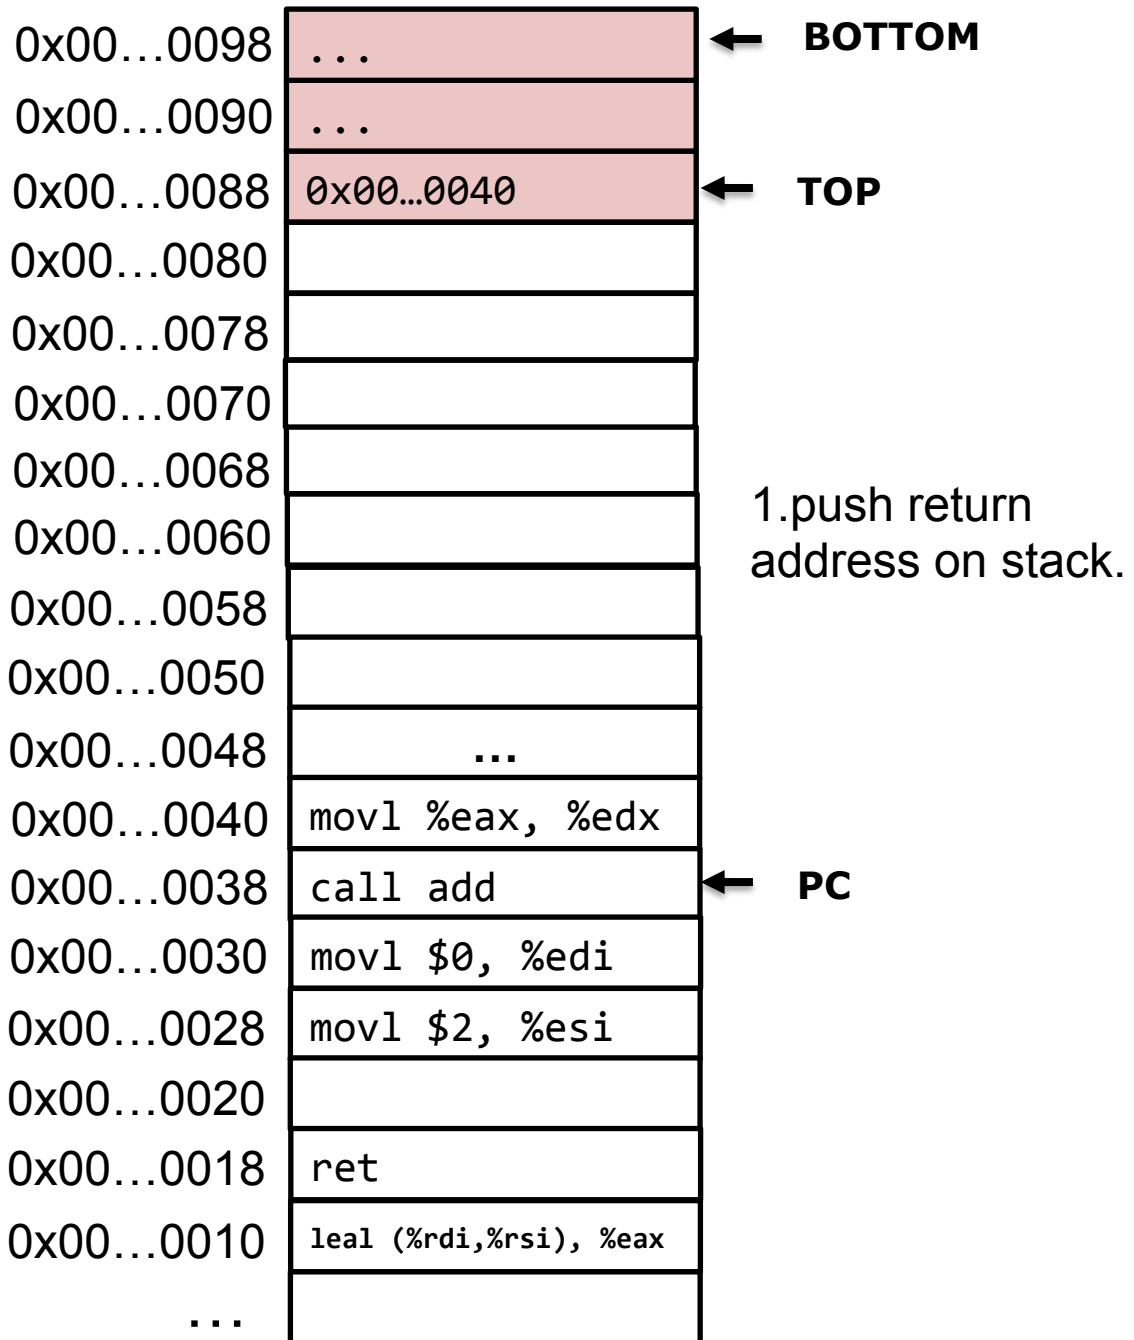 0x00…0098 ... BOTTOM
0x00…0090 ...
0x00…0088 0x00…0040 TOP
0x00…0080
0x00…0078
0x00…0070
0x00…0068
0x00…0060
0x00…0058
0x00…0050
0x00…0048 ...
0x00…0040 movl %eax, %edx
0x00…0038 call add PC
0x00…0030 movl $0, %edi
0x00…0028 movl $2, %esi
0x00…0020
0x00…0018 ret
0x00…0010 leal (%rdi,%rsi), %eax
...
1.push return
address on stack.